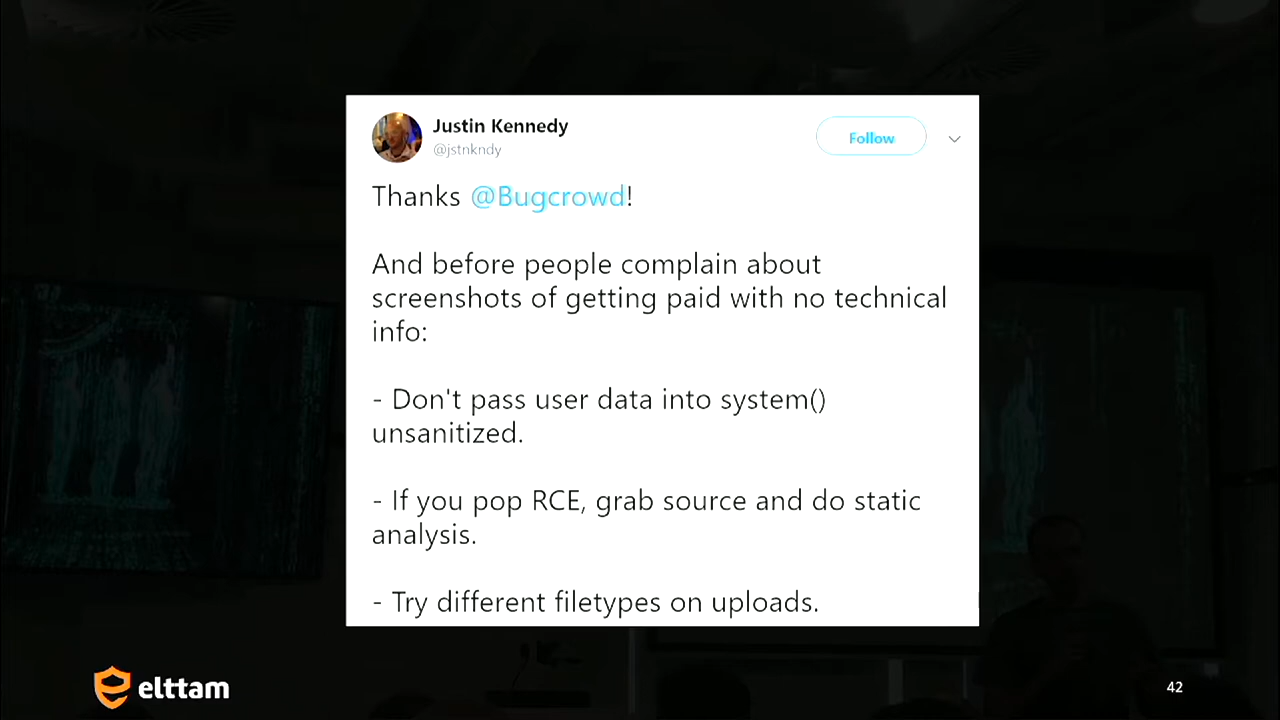 Justin Kennedy
@jstnkndy
Follow
Thanks @Bugcrowd!
And before people complain about
screenshots of getting paid with no technical
info:
- Don't pass user data into system()
unsanitized.
- If you pop RCE, grab source and do static
analysis.
- Try different filetypes on uploads.
elttam
42